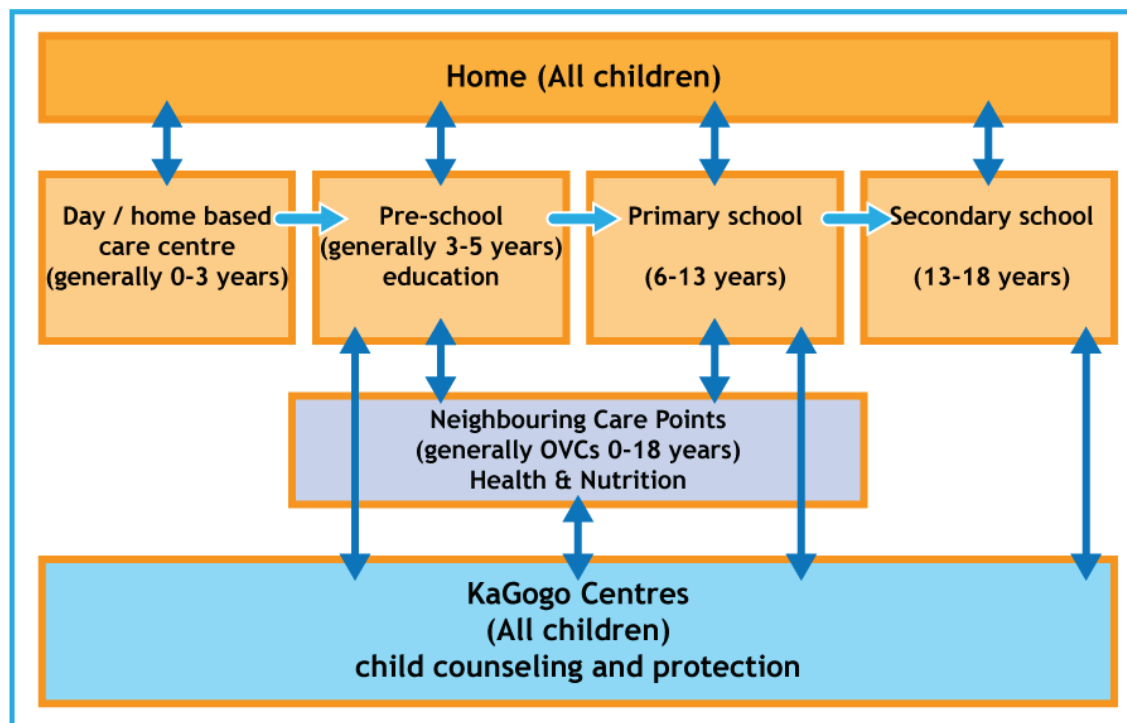 Home (All children)
Day / home based
care centre
(generally 0-3 years)
Pre-school
(generally 3-5 years)
education
Primary school
(6-13 years)
Secondary school
(13-18 years)
Neighbouring Care Points
(generally OVCs 0-18 years)
Health & Nutrition
KaGogo Centres
(All children)
child counseling and protection